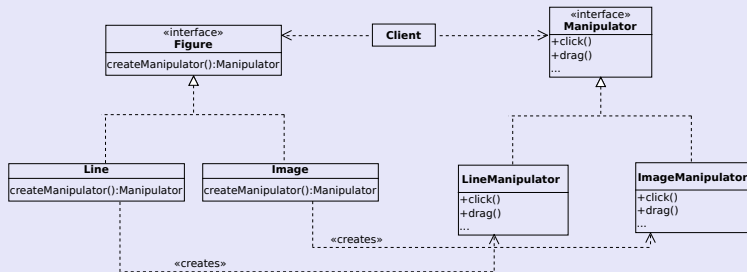 «interface»
Figure
createManipulator():Manipulator
Client
«interface»
Manipulator
+click()
+drag()
...
Line
createManipulator():Manipulator
Image
createManipulator():Manipulator
LineManipulator
+click()
+drag()
...
ImageManipulator
+click()
+drag()
...
«creates»
«creates»